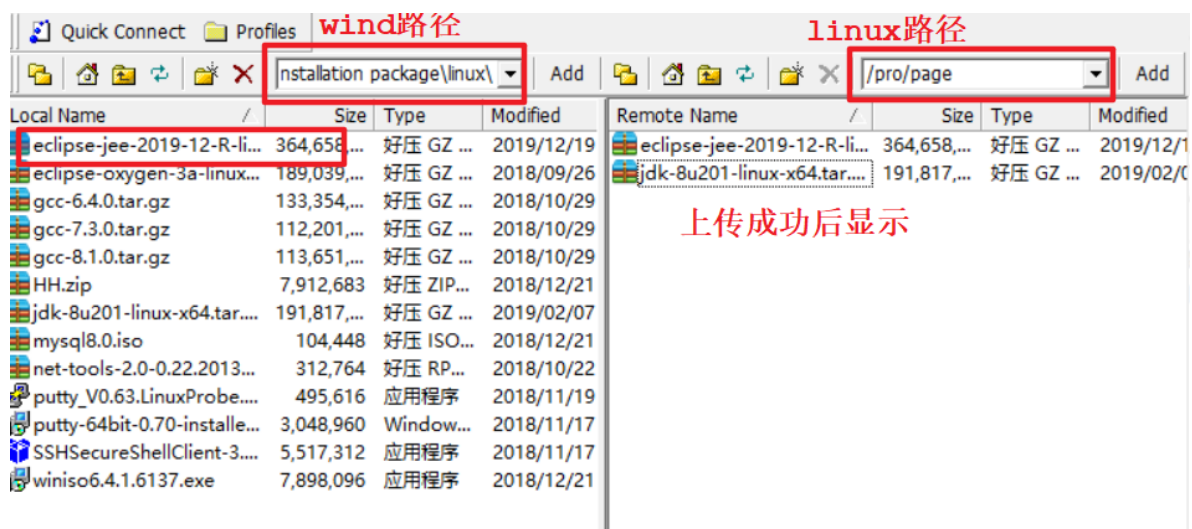 Quick Connect Profiles wind路径 linux路径
nstallation package\linux\ Add /pro/page Add
Local Name Size Type Modified Remote Name Size Type Modified
eclipse-jee-2019-12-R-li... 364,658,... 好压 GZ ... 2019/12/19 eclipse-jee-2019-12-R-li... 364,658,... 好压 GZ ... 2019/12/1
eclipse-oxygen-3a-linux... 189,039,... 好压 GZ ... 2018/09/26 jdk-8u201-linux-x64.tar.... 191,817,... 好压 GZ ... 2019/02/0
gcc-6.4.0.tar.gz 133,354,... 好压 GZ ... 2018/10/29
gcc-7.3.0.tar.gz 112,201,... 好压 GZ ... 2018/10/29 上传成功后显示
gcc-8.1.0.tar.gz 113,651,... 好压 GZ ... 2018/10/29
HH.zip 7,912,683 好压 ZIP... 2018/12/21
jdk-8u201-linux-x64.tar.... 191,817,... 好压 GZ ... 2019/02/07
mysql8.0.iso 104,448 好压 ISO... 2018/12/21
net-tools-2.0-0.22.2013... 312,764 好压 RP... 2018/10/22
putty_V0.63.LinuxProbe.... 495,616 应用程序 2018/11/19
putty-64bit-0.70-installe... 3,048,960 Window... 2018/11/17
SSHSecureShellClient-3.... 5,517,312 应用程序 2018/11/17
winiso6.4.1.6137.exe 7,898,096 应用程序 2018/12/21